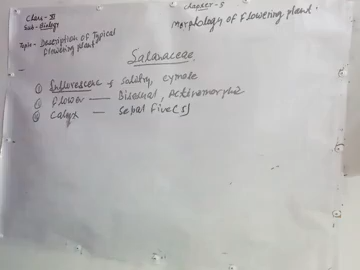 Class- XI
Sub- Biology
chapter-5
Morphology of Flowering plant.
Topic- Description of Typical
flowering plant
Solanaceae
① Inflorescence - Solitary, cymose
② Flower — Bisexual, Actinomorphic
③ Calyx — Sepal five (5)